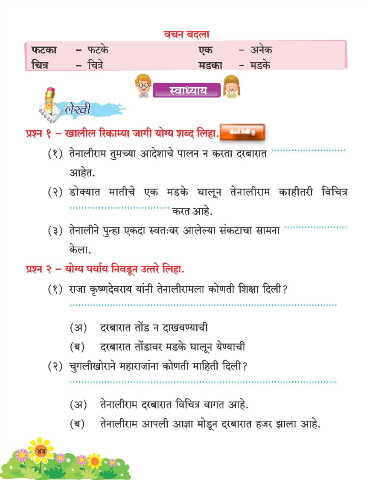 वचन बदला
फटका – फटके एक – अनेक
चित्र – चित्रे मडका – मडके
स्वाध्याय
लेखी
प्रश्न १ – खालील रिकाम्या जागी योग्य शब्द लिहा.
(१) तेनालीराम तुमच्या आदेशाचे पालन न करता दरबारात ....................
आहेत.
(२) डोक्यात मातीचे एक मडके घालून तेनालीराम काहीतरी विचित्र
.............................. करत आहे.
(३) तेनालीने पुन्हा एकदा स्वतःवर आलेल्या संकटाचा सामना ....................
केला.
प्रश्न २ – योग्य पर्याय निवडून उत्तरे लिहा.
(१) राजा कृष्णदेवराय यांनी तेनालीरामला कोणती शिक्षा दिली?
(अ) दरबारात तोंड न दाखवण्याची
(ब) दरबारात तोंडावर मडके घालून येण्याची
(२) चुगलीखोराने महाराजांना कोणती माहिती दिली?
(अ) तेनालीराम दरबारात विचित्र वागत आहे.
(ब) तेनालीराम आपली आज्ञा मोडून दरबारात हजर झाला आहे.